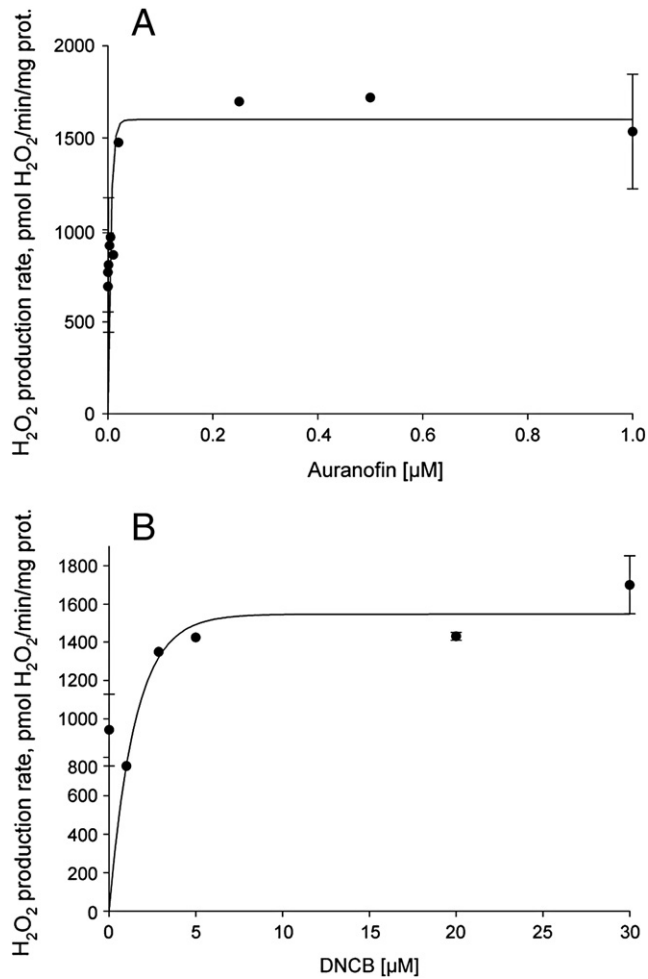 A
H₂O₂ production rate, pmol H₂O₂/min/mg prot.
2000
1500
1000
500
0
0.0 0.2 0.4 0.6 0.8 1.0
Auranofin [µM]
B
H₂O₂ production rate, pmol H₂O₂/min/mg prot.
1800
1600
1400
1200
1000
800
600
400
200
0
0 5 10 15 20 25 30
DNCB [µM]